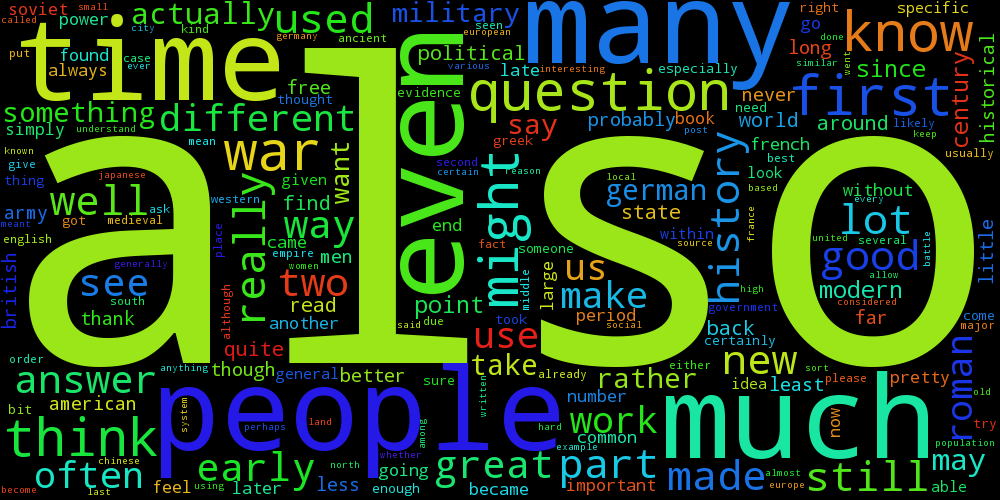 also
people
much
many
time
even
first
question
war
know
might
history
think
good
way
well
used
new
great
lot
two
us
use
make
see
different
really
answer
early
often
work
part
made
still
may
roman
german
something
actually
say
take
rather
modern
military
political
century
want
find
point
quite
though
better
back
far
since
long
go
world
around
probably
never
book
historical
british
army
american
soviet
power
found
always
simply
free
thought
evidence
late
interesting
especially
right
specific
called
small
city
kind
germany
ancient
european
seen
various
done
similar
went
likely
keep
usually
french
best
look
need
post
greek
second
certain
reason
understand
mean
known
give
thing
japanese
got
medieval
ask
english
meant
generally
south
thank
place
western
given
came
empire
men
women
read
another
although
end
fact
due
said
took
middle
large
someone
state
local
within
source
period
social
france
based
every
without
several
united
battle
allow
considered
high
government
certainly
little
come
major
order
bit
anything
general
sure
already
written
idea
least
either
sort
please
pretty
now
old
try
population
able
almost
europe
number
common
hard
example
important
enough
became
going
among
whether
north
less
land
perhaps
later
using
feel
system
chinese
last
become
put
case
ever